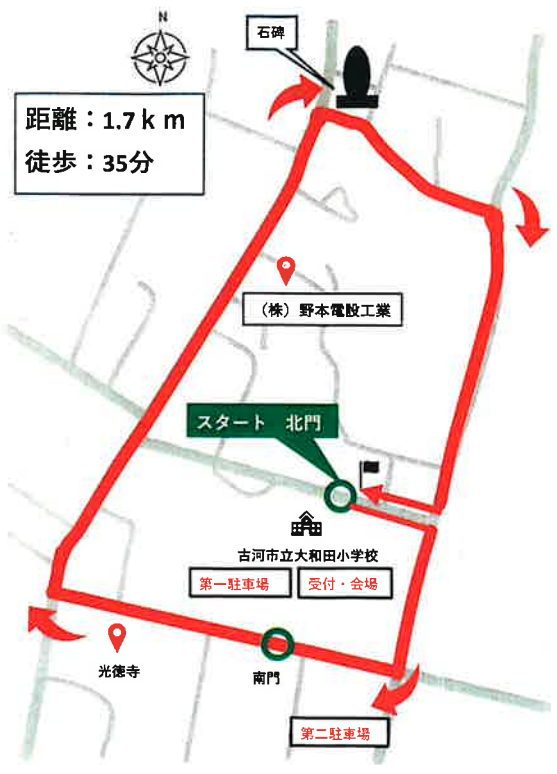 N
石碑
距離：1.7ｋｍ
徒歩：35分
（株）野本電設工業
スタート　北門
古河市立大和田小学校
第一駐車場
受付・会場
光徳寺
南門
第二駐車場